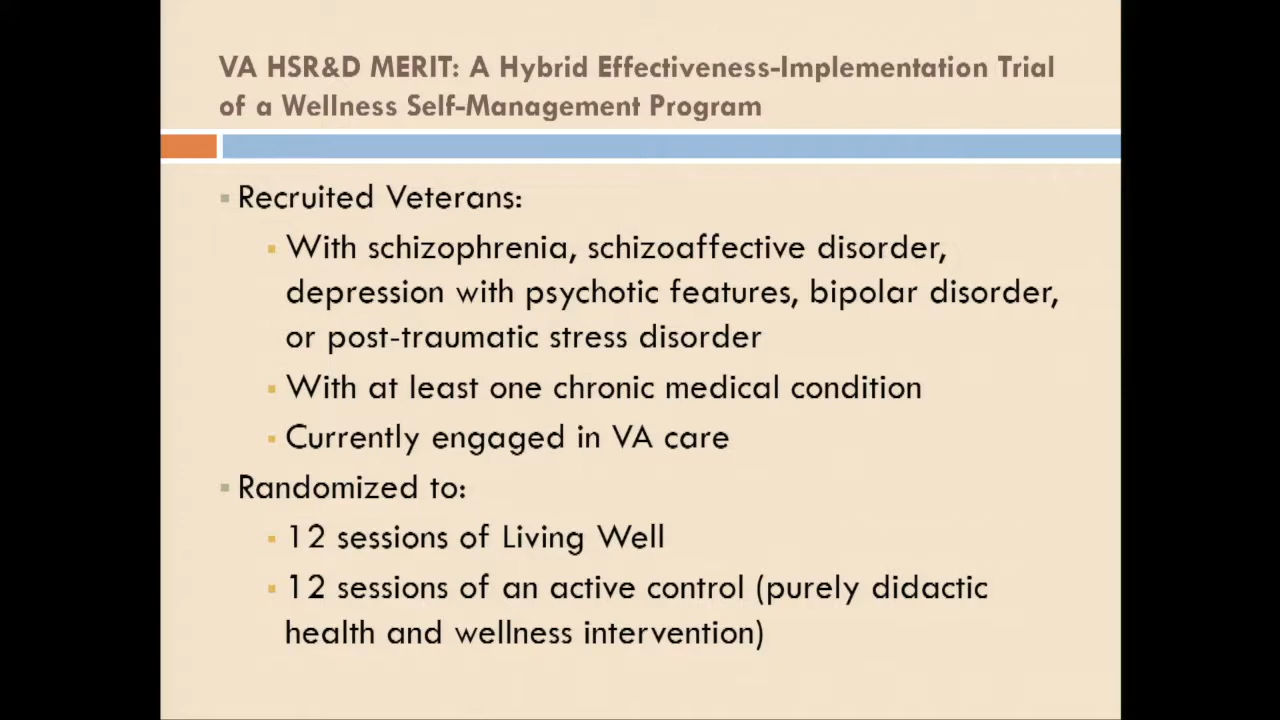 VA HSR&D MERIT: A Hybrid Effectiveness-Implementation Trial
of a Wellness Self-Management Program
Recruited Veterans:
With schizophrenia, schizoaffective disorder,
depression with psychotic features, bipolar disorder,
or post-traumatic stress disorder
With at least one chronic medical condition
Currently engaged in VA care
Randomized to:
12 sessions of Living Well
12 sessions of an active control (purely didactic
health and wellness intervention)